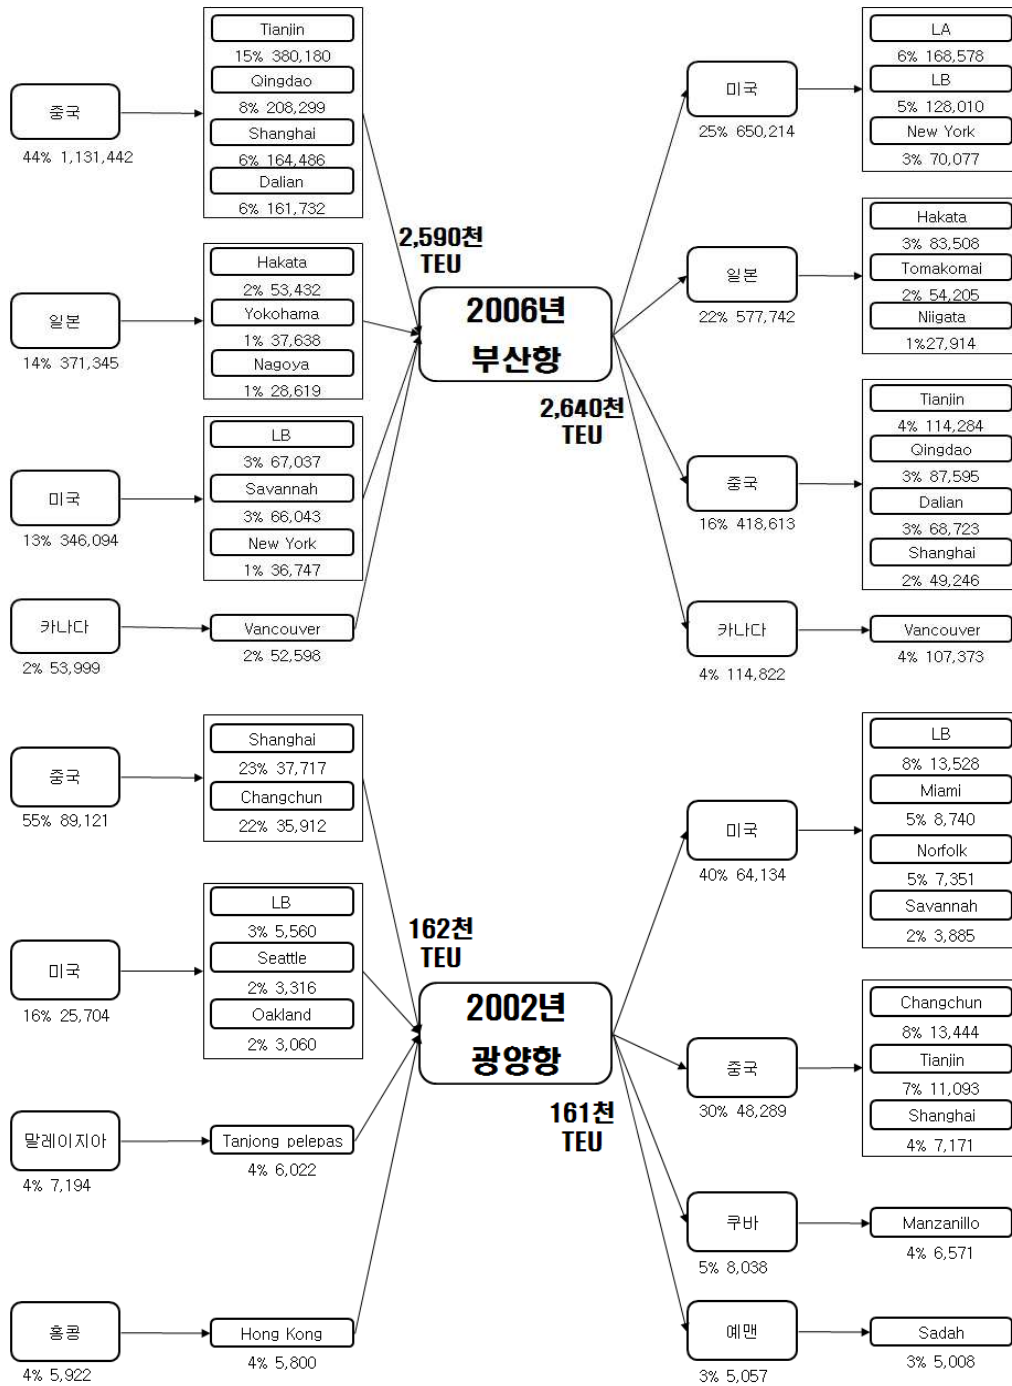 중국
44% 1,131,442
Tianjin
15% 380,180
Qingdao
8% 208,299
Shanghai
6% 164,486
Dalian
6% 161,732
일본
14% 371,345
Hakata
2% 53,432
Yokohama
1% 37,638
Nagoya
1% 28,619
미국
13% 346,094
LB
3% 67,037
Savannah
3% 66,043
New York
1% 36,747
카나다
2% 53,999
Vancouver
2% 52,598
2,590천
TEU
2006년
부산항
2,640천
TEU
미국
25% 650,214
LA
6% 168,578
LB
5% 128,010
New York
3% 70,077
일본
22% 577,742
Hakata
3% 83,508
Tomakomai
2% 54,205
Niigata
1%27,914
중국
16% 418,613
Tianjin
4% 114,284
Qingdao
3% 87,595
Dalian
3% 68,723
Shanghai
2% 49,246
카나다
4% 114,822
Vancouver
4% 107,373
중국
55% 89,121
Shanghai
23% 37,717
Changchun
22% 35,912
미국
16% 25,704
LB
3% 5,560
Seattle
2% 3,316
Oakland
2% 3,060
말레이지아
4% 7,194
Tanjong pelepas
4% 6,022
홍콩
4% 5,922
Hong Kong
4% 5,800
162천
TEU
2002년
광양항
161천
TEU
미국
40% 64,134
LB
8% 13,528
Miami
5% 8,740
Norfolk
5% 7,351
Savannah
2% 3,885
중국
30% 48,289
Changchun
8% 13,444
Tianjin
7% 11,093
Shanghai
4% 7,171
쿠바
5% 8,038
Manzanillo
4% 6,571
예맨
3% 5,057
Sadah
3% 5,008